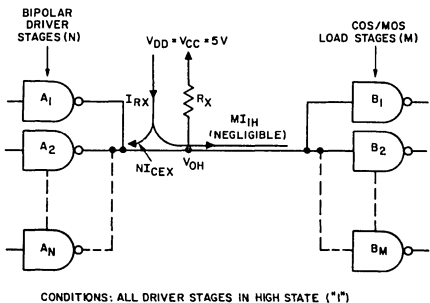 BIPOLAR
DRIVER
STAGES (N)
COS/MOS
LOAD STAGES (M)
VDD = VCC = 5V
A1
IRX
RX
MIIH
(NEGLIGIBLE)
B1
A2
NICEX
VOH
B2
AN
BM
CONDITIONS: ALL DRIVER STAGES IN HIGH STATE ("1")